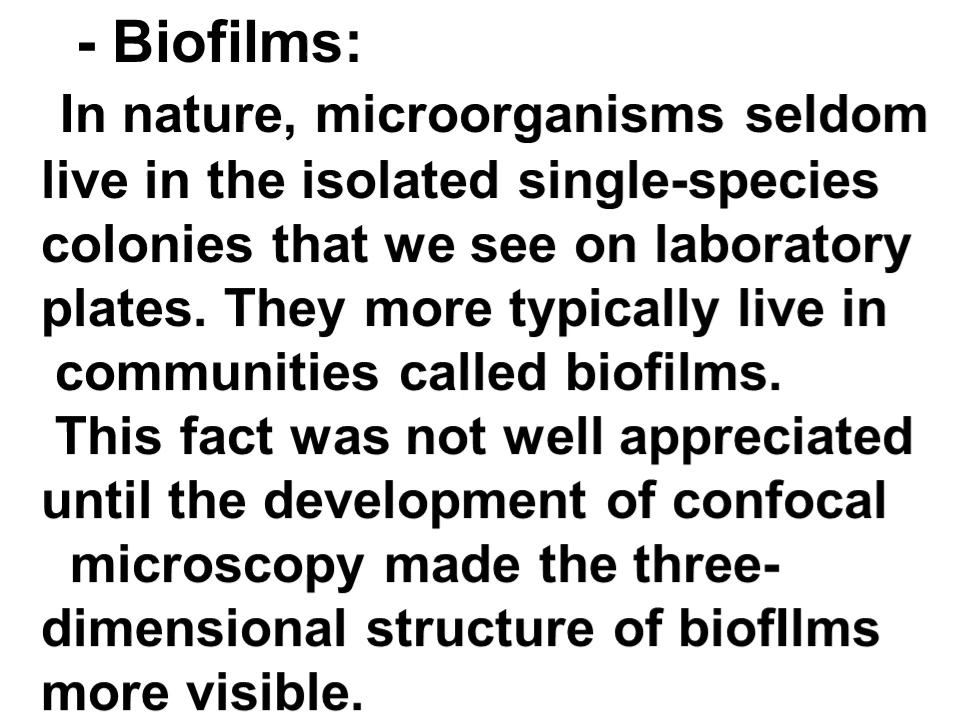 - Biofilms:
In nature, microorganisms seldom
live in the isolated single-species
colonies that we see on laboratory
plates. They more typically live in
communities called biofilms.
This fact was not well appreciated
until the development of confocal
microscopy made the three-
dimensional structure of biofIlms
more visible.